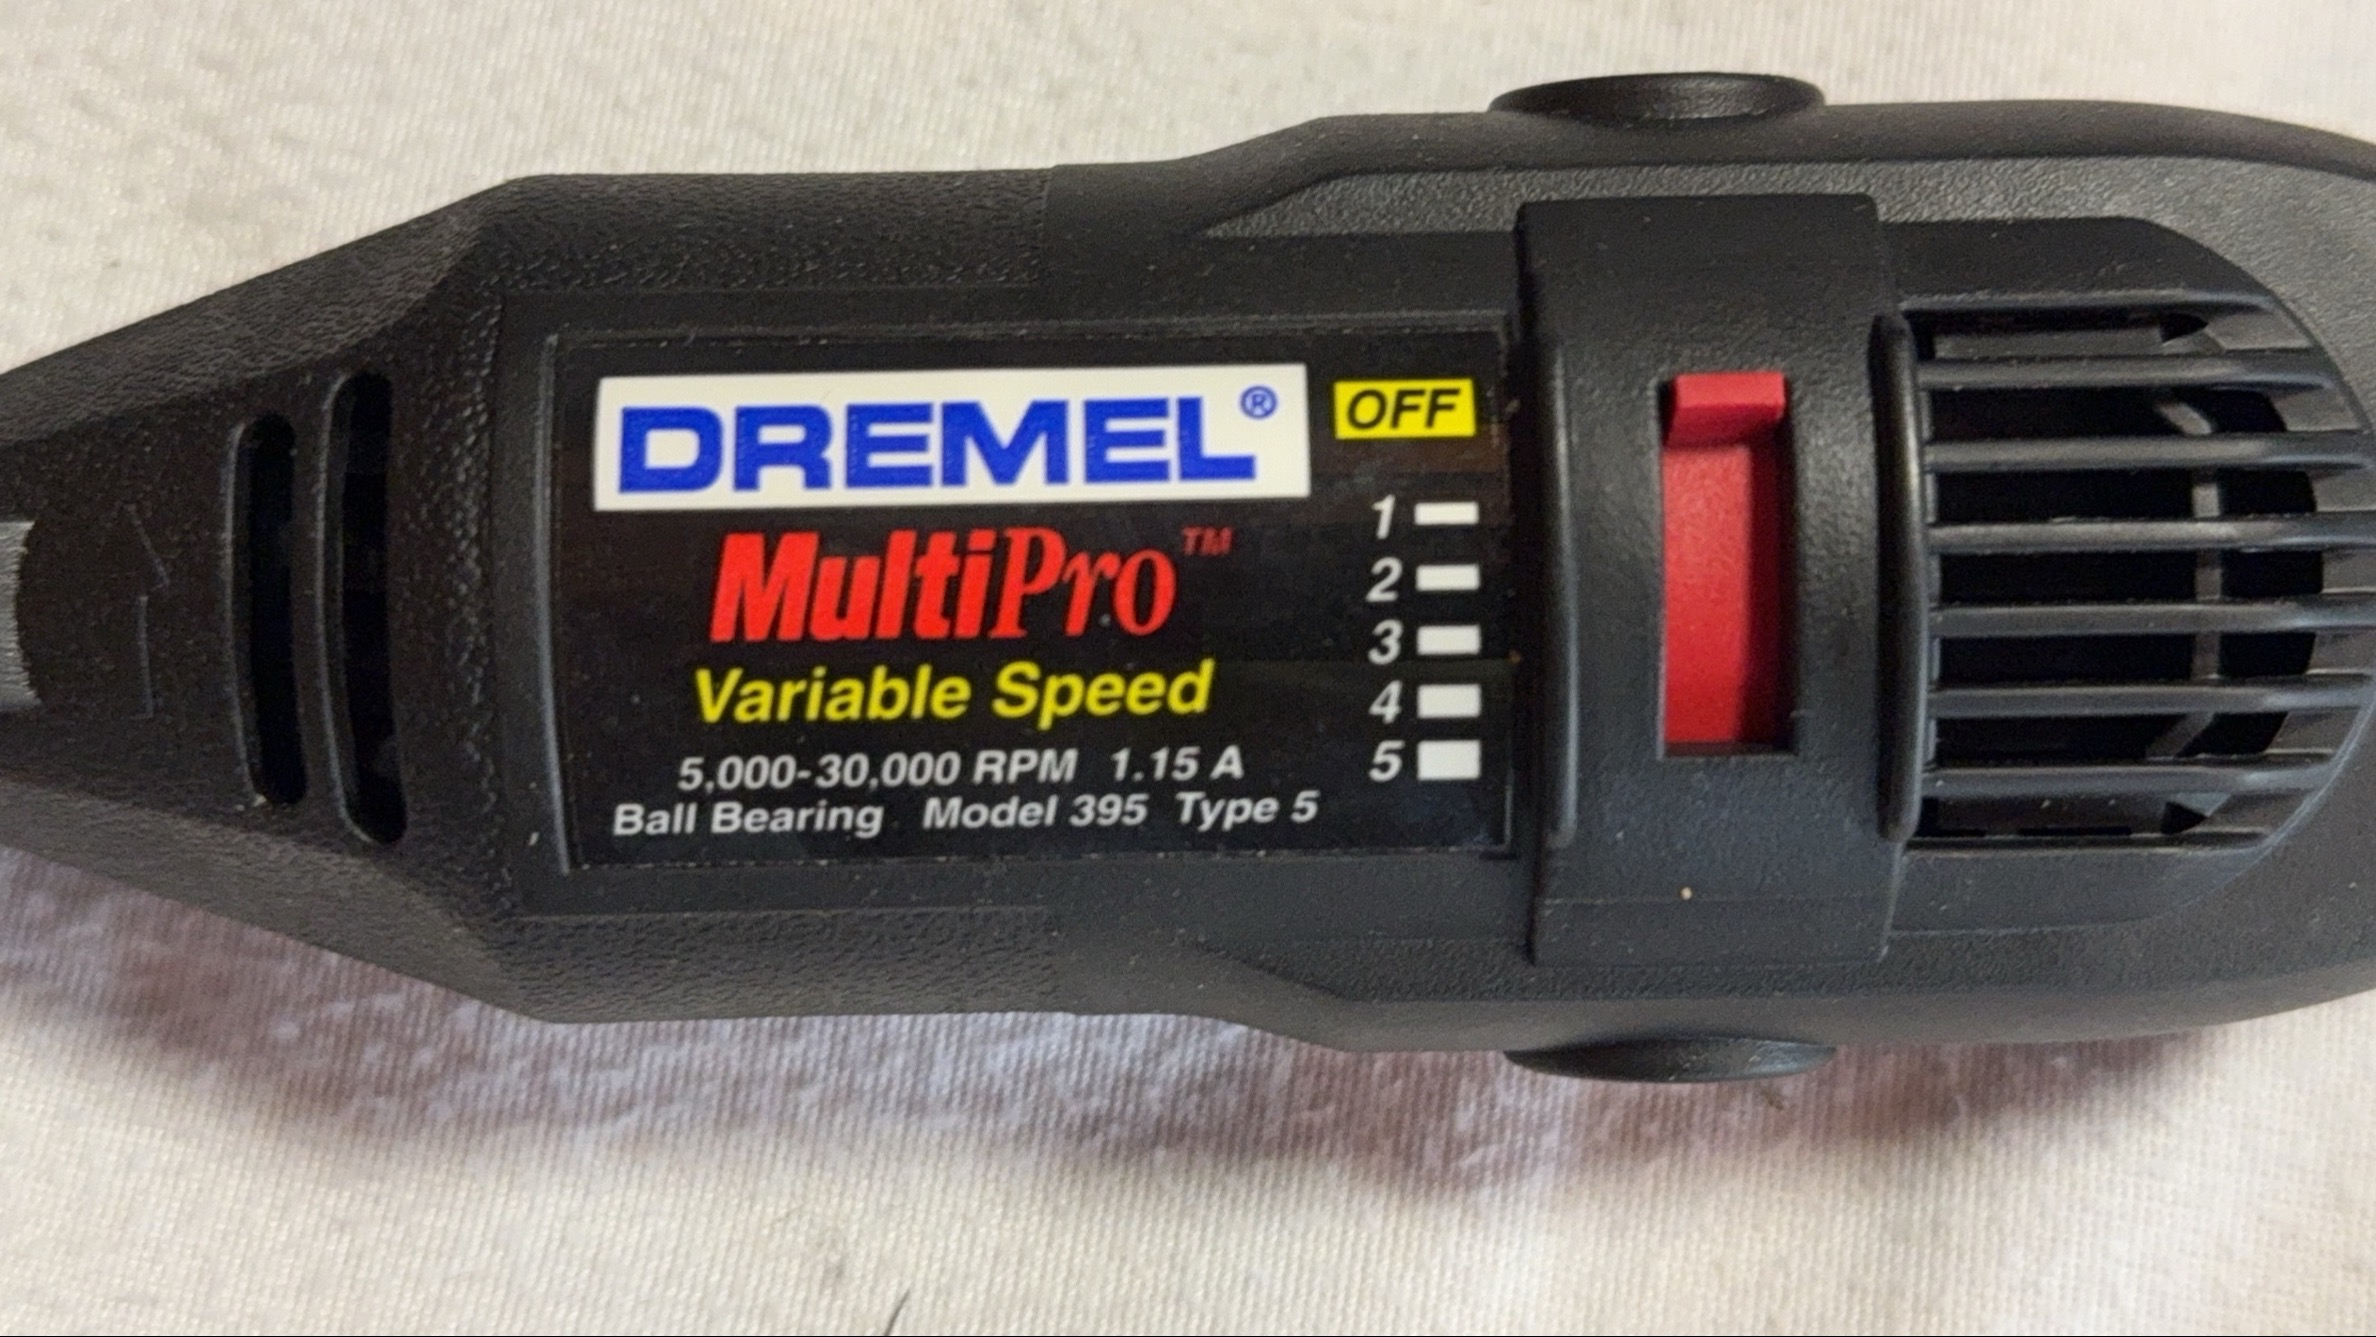 DREMEL®
OFF
MultiPro™
Variable Speed
5,000-30,000 RPM 1.15 A
Ball Bearing Model 395 Type 5
1
2
3
4
5